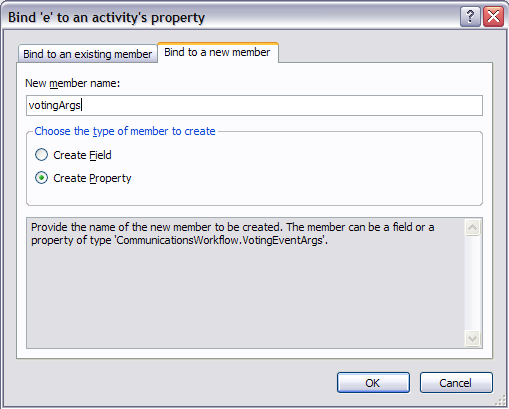 Bind 'e' to an activity's property
Bind to an existing member
Bind to a new member
New member name:
votingArgs
Choose the type of member to create
Create Field
Create Property
Provide the name of the new member to be created. The member can be a field or a
property of type 'CommunicationsWorkflow.VotingEventArgs'.
OK
Cancel